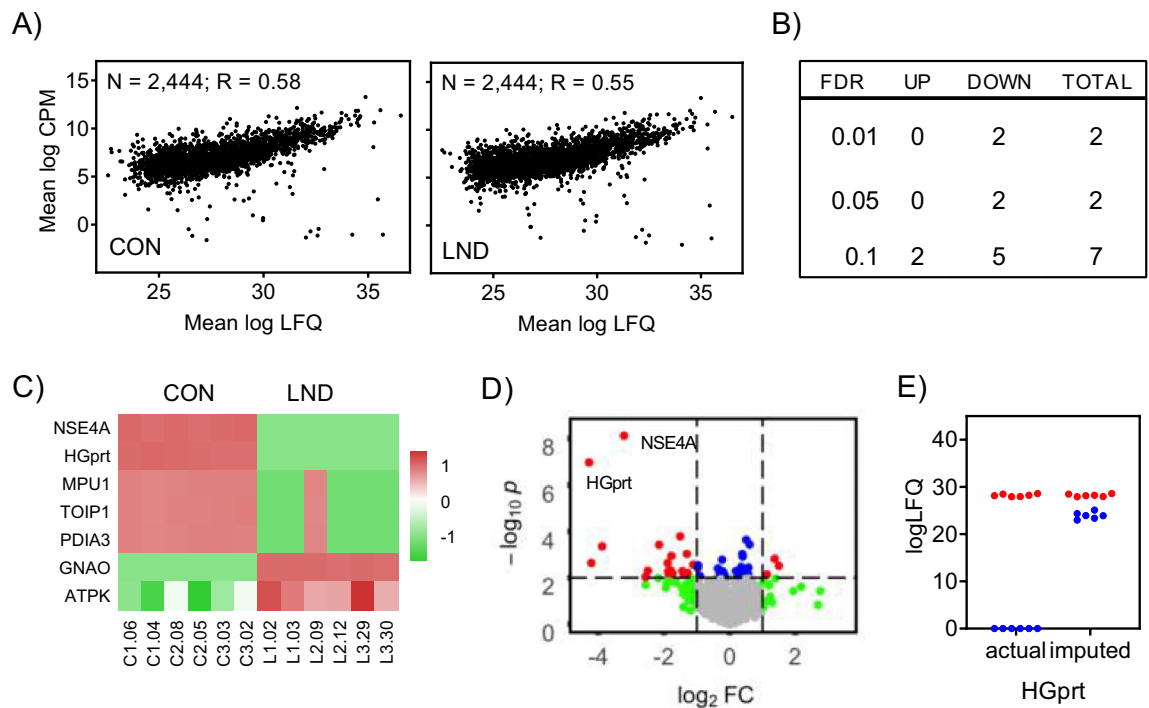 A)
N = 2,444; R = 0.58
N = 2,444; R = 0.55
15
10
5
0
Mean log CPM
CON
LND
25 30 35
25 30 35
Mean log LFQ
Mean log LFQ
B)
FDR UP DOWN TOTAL
0.01 0 2 2
0.05 0 2 2
0.1 2 5 7
C)
CON LND
NSE4A
HGprt
MPU1
TOIP1
PDIA3
GNAO
ATPK
1
0
-1
C1.06
C1.04
C2.08
C2.05
C3.03
C3.02
L1.02
L1.03
L2.09
L2.12
L3.29
L3.30
D)
8
6
4
2
0
−log10 p
NSE4A
HGprt
-4 -2 0 2
log2 FC
E)
40
30
20
10
0
logLFQ
actual imputed
HGprt